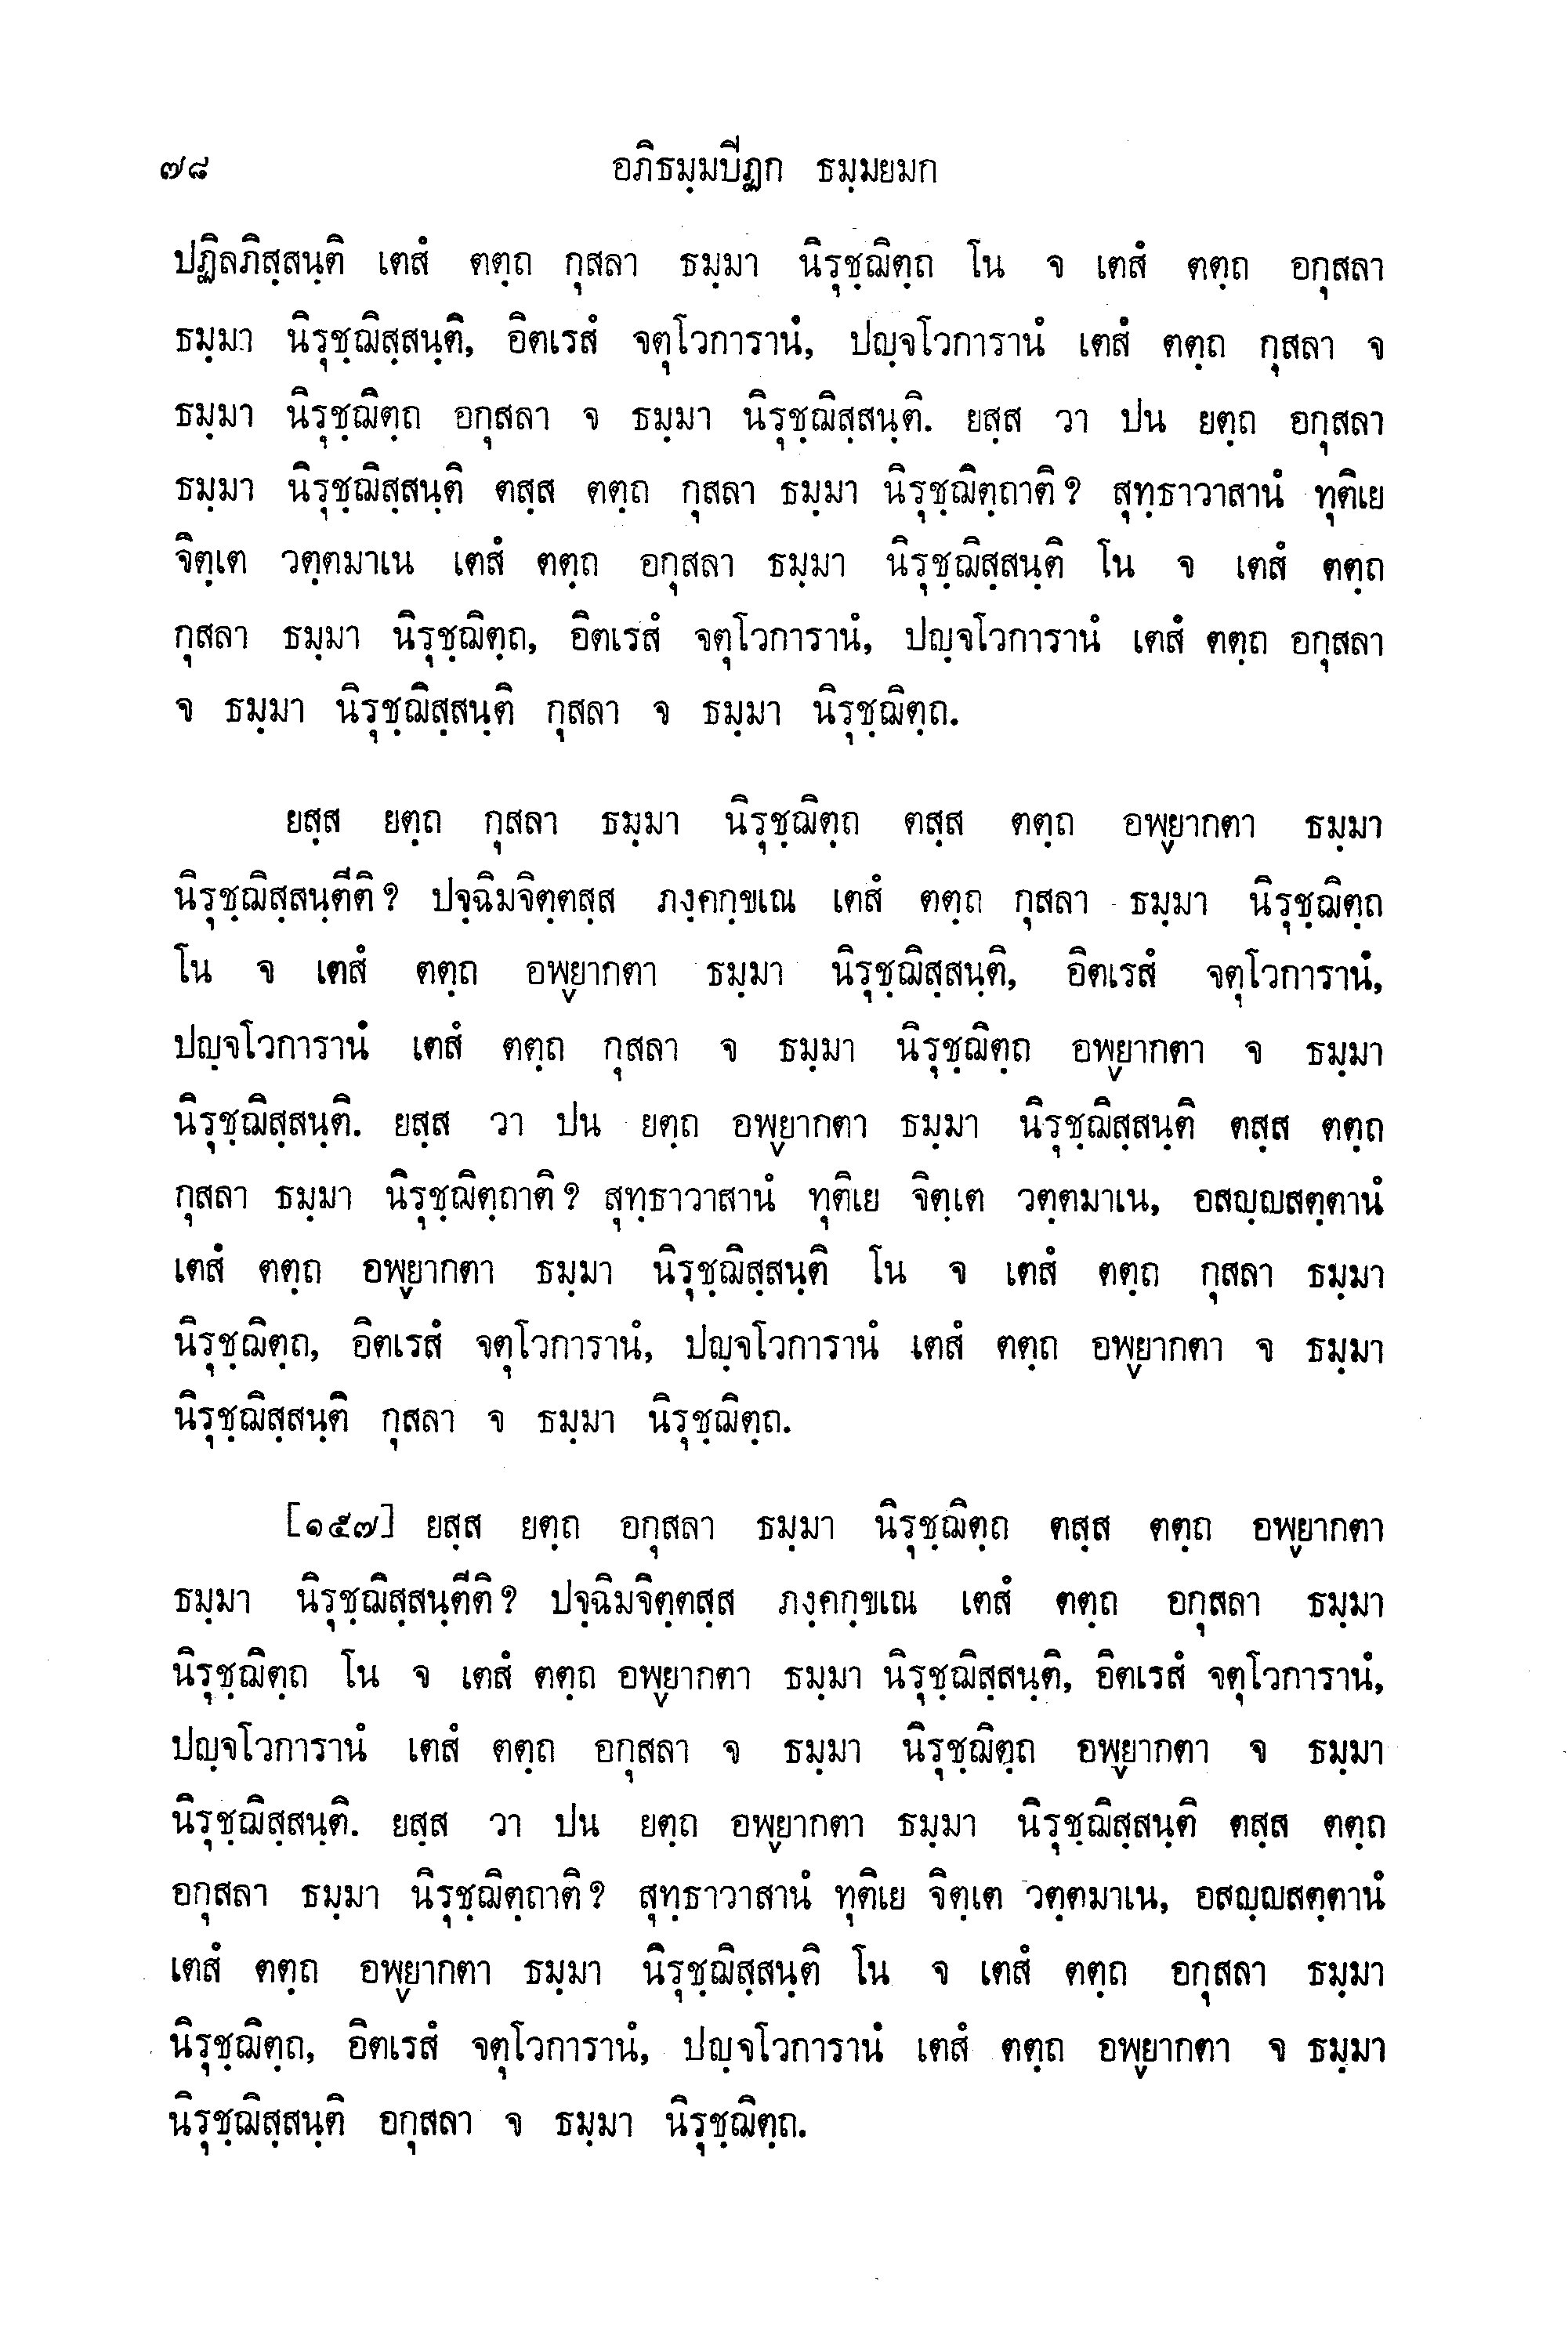 ๗๘ อภิธมฺมปีฏก ธมฺมยมก
ปฏิลภิสฺสนฺติ เตสํ ตตฺถ กุสลา ธมฺมา นิรุชฺฌิตฺถ โน จ เตสํ ตตฺถ อกุสลา
ธมฺมา นิรุชฺฌิสฺสนฺติ, อิตเรสํ จตุโวการานํ, ปญฺจโวการานํ เตสํ ตตฺถ กุสลา จ
ธมฺมา นิรุชฺฌิตฺถ อกุสลา จ ธมฺมา นิรุชฺฌิสฺสนฺติ. ยสฺส วา ปน ยตฺถ อกุสลา
ธมฺมา นิรุชฺฌิสฺสนฺติ ตสฺส ตตฺถ กุสลา ธมฺมา นิรุชฺฌิตฺถาติ? สุทฺธาวาสานํ ทุติเย
จิตฺเต วตฺตมาเน เตสํ ตตฺถ อกุสลา ธมฺมา นิรุชฺฌิสฺสนฺติ โน จ เตสํ ตตฺถ
กุสลา ธมฺมา นิรุชฺฌิตฺถ, อิตเรสํ จตุโวการานํ, ปญฺจโวการานํ เตสํ ตตฺถ อกุสลา
จ ธมฺมา นิรุชฺฌิสฺสนฺติ กุสลา จ ธมฺมา นิรุชฺฌิตฺถ.
ยสฺส ยตฺถ กุสลา ธมฺมา นิรุชฺฌิตฺถ ตสฺส ตตฺถ อพฺยากตา ธมฺมา
นิรุชฺฌิสฺสนฺตีติ? ปจฺฉิมจิตฺตสฺส ภงฺคกฺขเณ เตสํ ตตฺถ กุสลา ธมฺมา นิรุชฺฌิตฺถ
โน จ เตสํ ตตฺถ อพฺยากตา ธมฺมา นิรุชฺฌิสฺสนฺติ, อิตเรสํ จตุโวการานํ,
ปญฺจโวการานํ เตสํ ตตฺถ กุสลา จ ธมฺมา นิรุชฺฌิตฺถ อพฺยากตา จ ธมฺมา
นิรุชฺฌิสฺสนฺติ. ยสฺส วา ปน ยตฺถ อพฺยากตา ธมฺมา นิรุชฺฌิสฺสนฺติ ตสฺส ตตฺถ
กุสลา ธมฺมา นิรุชฺฌิตฺถาติ? สุทฺธาวาสานํ ทุติเย จิตฺเต วตฺตมาเน, อสญฺญสตฺตานํ
เตสํ ตตฺถ อพฺยากตา ธมฺมา นิรุชฺฌิสฺสนฺติ โน จ เตสํ ตตฺถ กุสลา ธมฺมา
นิรุชฺฌิตฺถ, อิตเรสํ จตุโวการานํ, ปญฺจโวการานํ เตสํ ตตฺถ อพฺยากตา จ ธมฺมา
นิรุชฺฌิสฺสนฺติ กุสลา จ ธมฺมา นิรุชฺฌิตฺถ.
[๑๕๗] ยสฺส ยตฺถ อกุสลา ธมฺมา นิรุชฺฌิตฺถ ตสฺส ตตฺถ อพฺยากตา
ธมฺมา นิรุชฺฌิสฺสนฺตีติ? ปจฺฉิมจิตฺตสฺส ภงฺคกฺขเณ เตสํ ตตฺถ อกุสลา ธมฺมา
นิรุชฺฌิตฺถ โน จ เตสํ ตตฺถ อพฺยากตา ธมฺมา นิรุชฺฌิสฺสนฺติ, อิตเรสํ จตุโวการานํ,
ปญฺจโวการานํ เตสํ ตตฺถ อกุสลา จ ธมฺมา นิรุชฺฌิตฺถ อพฺยากตา จ ธมฺมา
นิรุชฺฌิสฺสนฺติ. ยสฺส วา ปน ยตฺถ อพฺยากตา ธมฺมา นิรุชฺฌิสฺสนฺติ ตสฺส ตตฺถ
อกุสลา ธมฺมา นิรุชฺฌิตฺถาติ? สุทฺธาวาสานํ ทุติเย จิตฺเต วตฺตมาเน, อสญฺญสตฺตานํ
เตสํ ตตฺถ อพฺยากตา ธมฺมา นิรุชฺฌิสฺสนฺติ โน จ เตสํ ตตฺถ อกุสลา ธมฺมา
นิรุชฺฌิตฺถ, อิตเรสํ จตุโวการานํ, ปญฺจโวการานํ เตสํ ตตฺถ อพฺยากตา จ ธมฺมา
นิรุชฺฌิสฺสนฺติ อกุสลา จ ธมฺมา นิรุชฺฌิตฺถ.